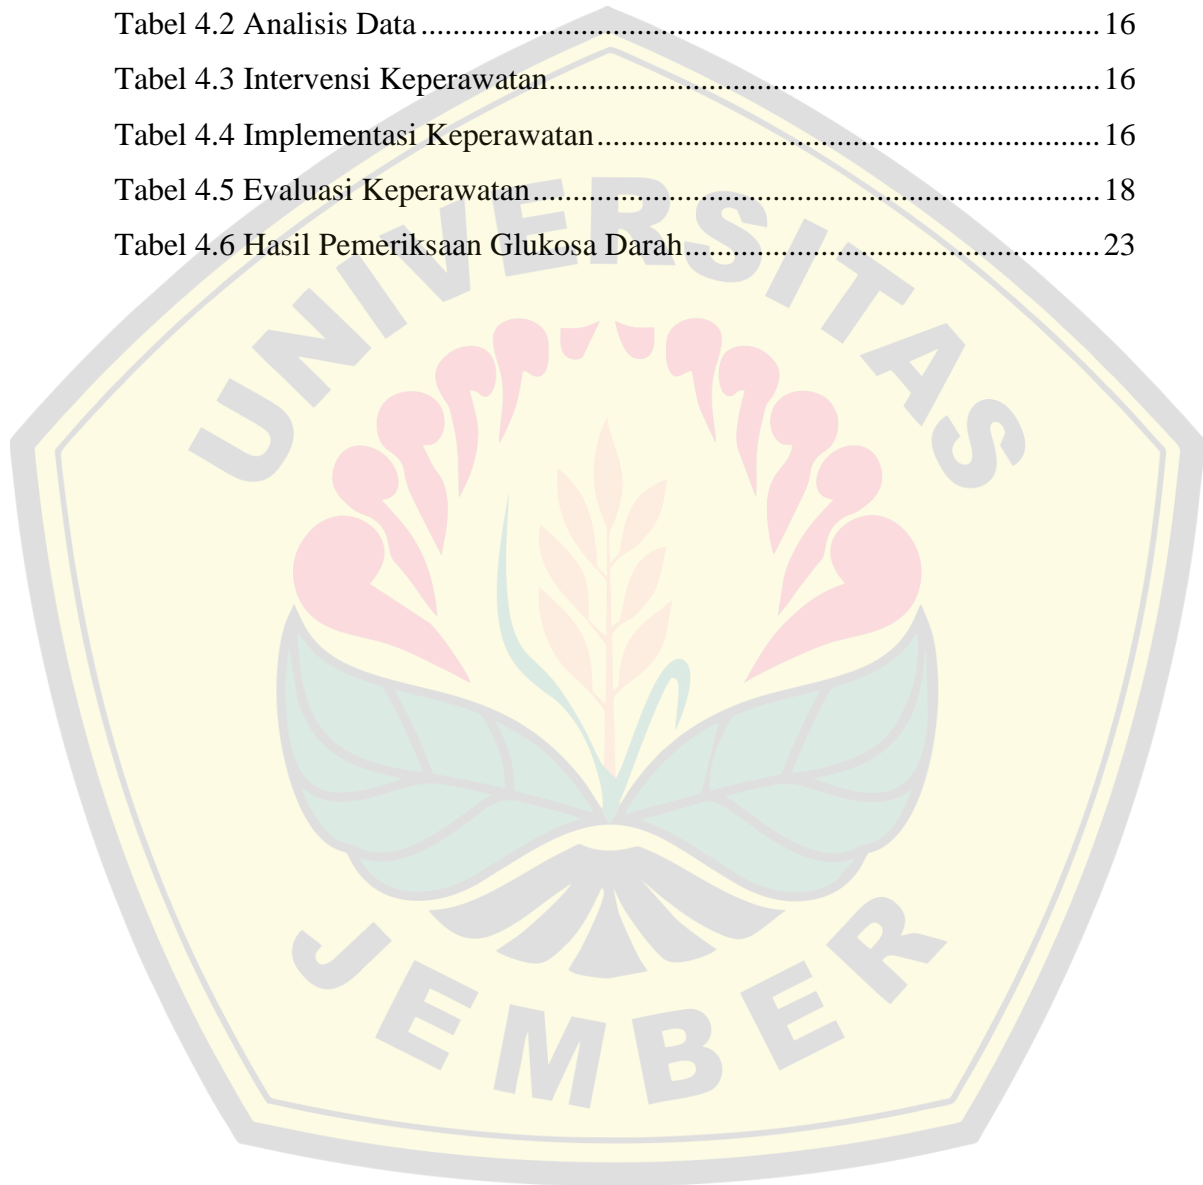 Tabel 4.2 Analisis Data ................................................................................... 16
Tabel 4.3 Intervensi Keperawatan.................................................................... 16
Tabel 4.4 Implementasi Keperawatan.............................................................. 16
Tabel 4.5 Evaluasi Keperawatan...................................................................... 18
Tabel 4.6 Hasil Pemeriksaan Glukosa Darah................................................... 23
UNIVERSITAS
JEMBER